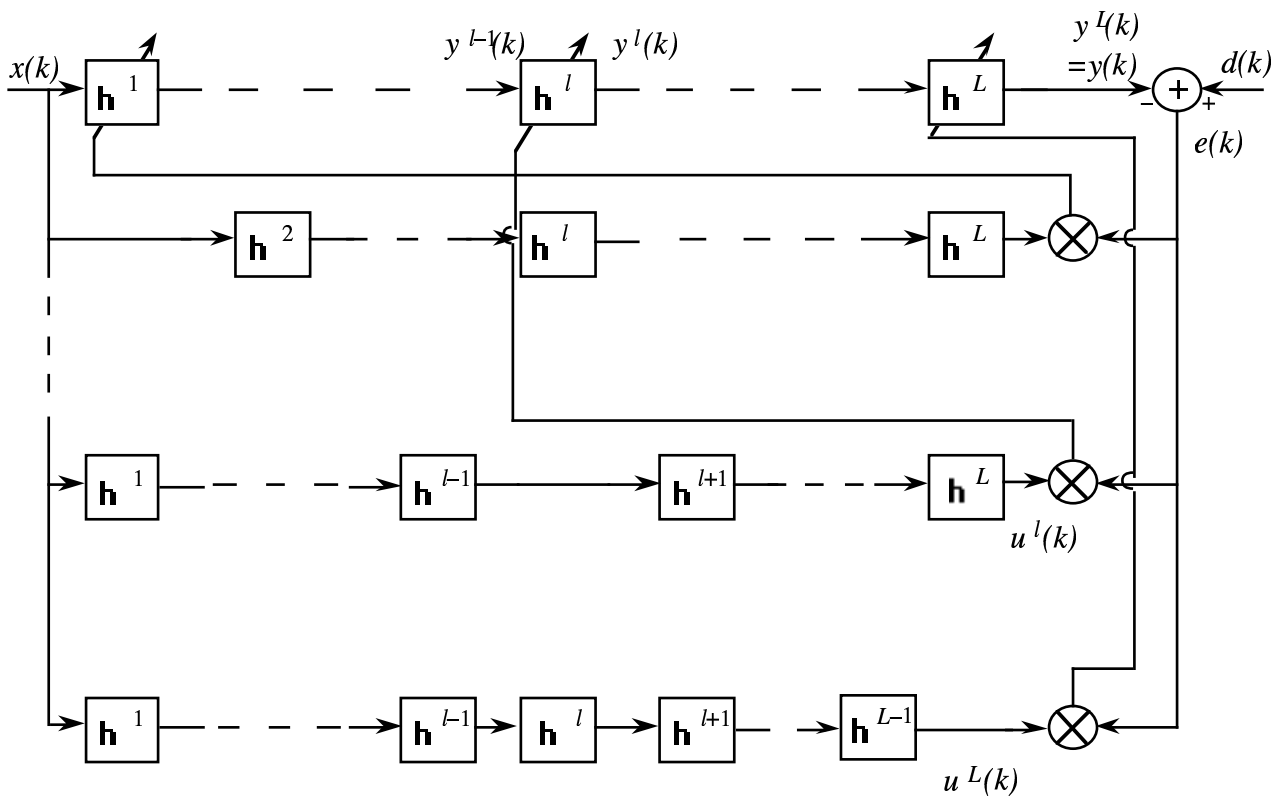 x(k)
h 1
y l–1(k)
h l
y l(k)
h L
y L(k)
=y(k)
– + +
d(k)
e(k)
h 2
h l
h L
h 1
h l–1
h l+1
h L
u l(k)
h 1
h l–1
h l
h l+1
h L–1
u L(k)